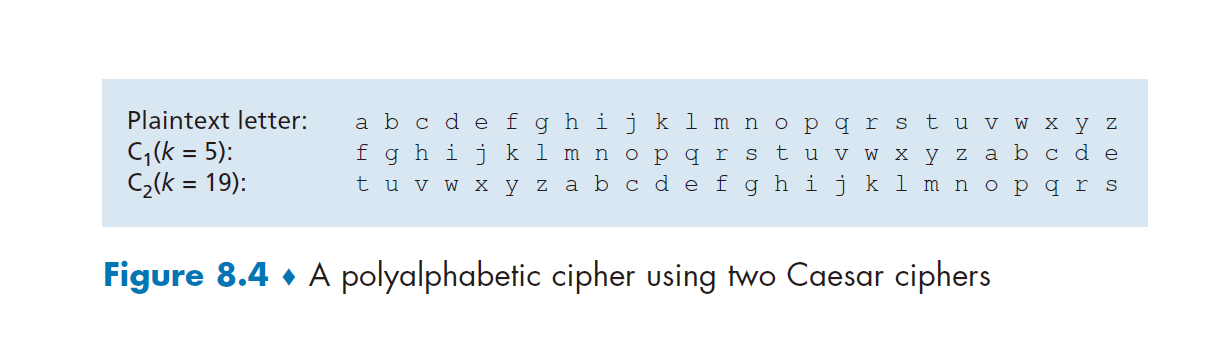 Plaintext letter: a b c d e f g h i j k l m n o p q r s t u v w x y z
C₁(k = 5): f g h i j k l m n o p q r s t u v w x y z a b c d e
C₂(k = 19): t u v w x y z a b c d e f g h i j k l m n o p q r s
Figure 8.4 ♦ A polyalphabetic cipher using two Caesar ciphers